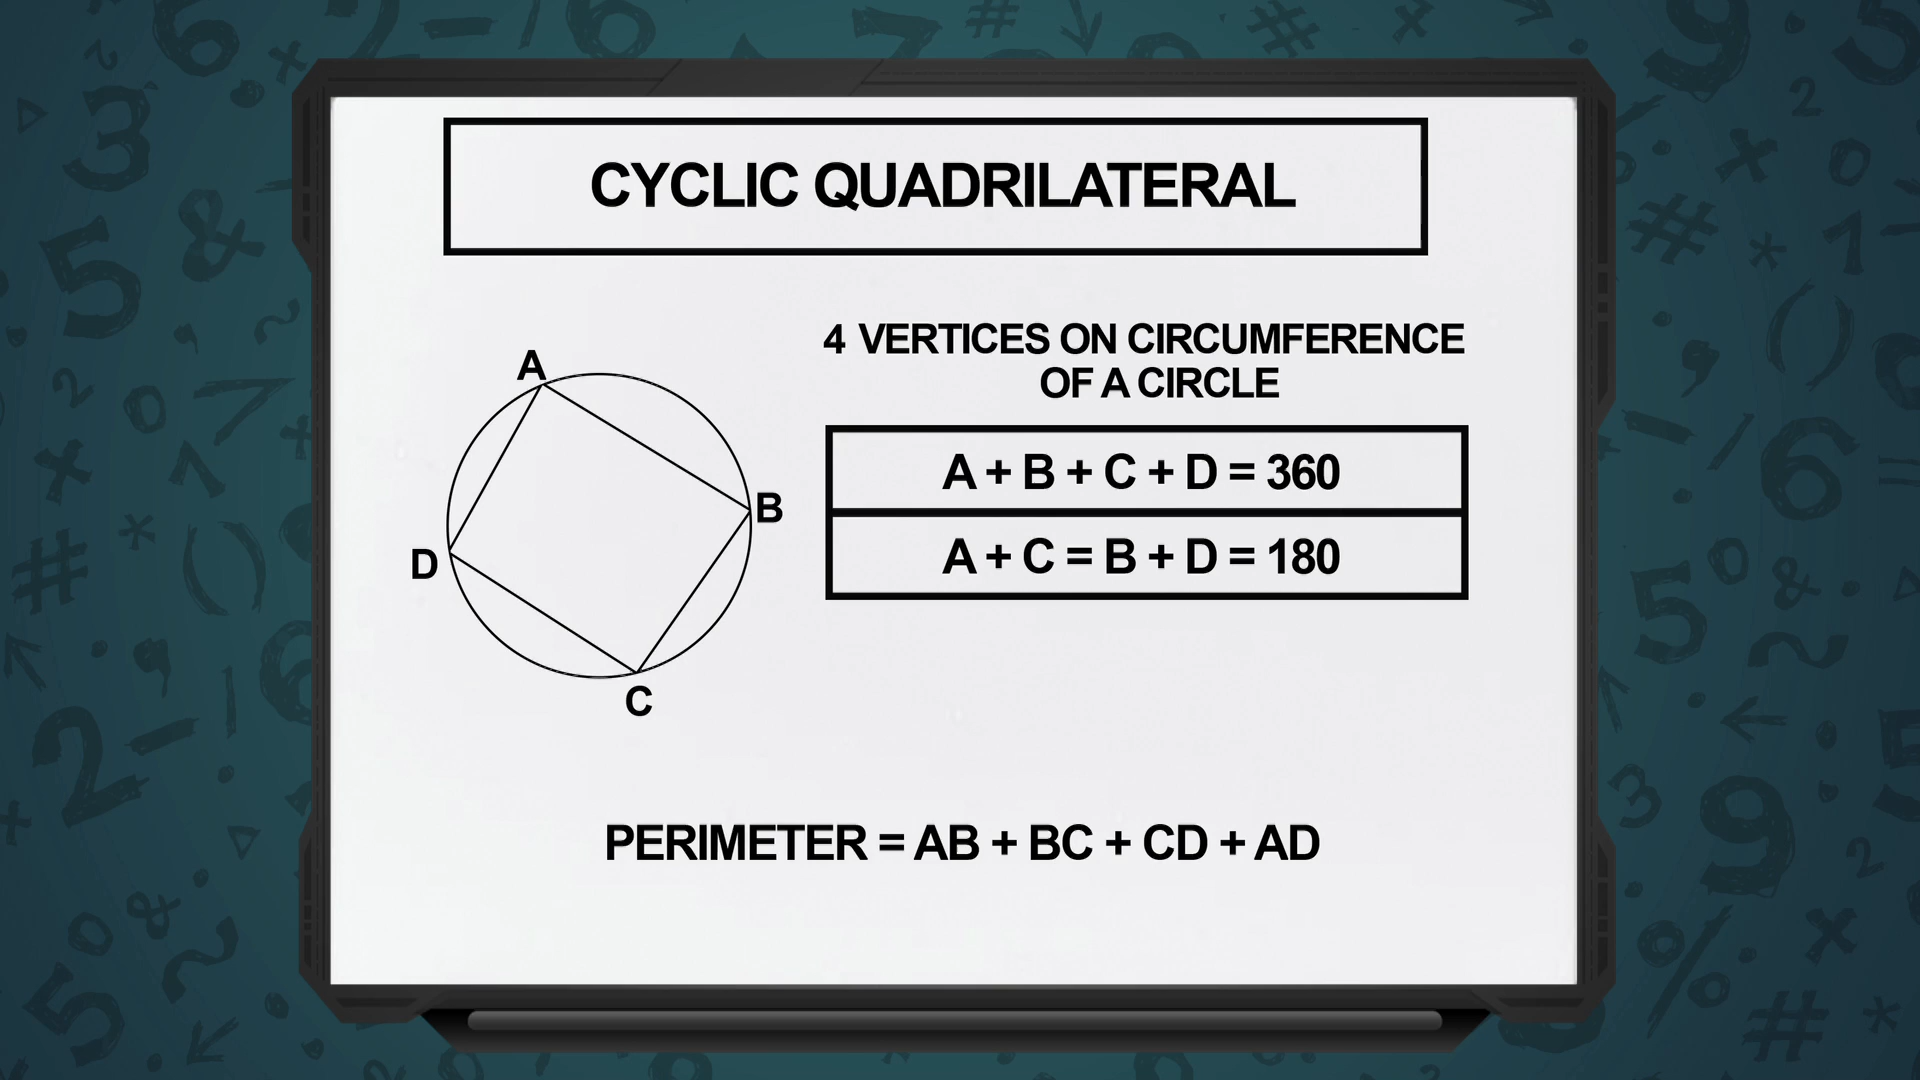 CYCLIC QUADRILATERAL
4 VERTICES ON CIRCUMFERENCE
OF A CIRCLE
A
B
D
C
A + B + C + D = 360
A + C = B + D = 180
PERIMETER = AB + BC + CD + AD